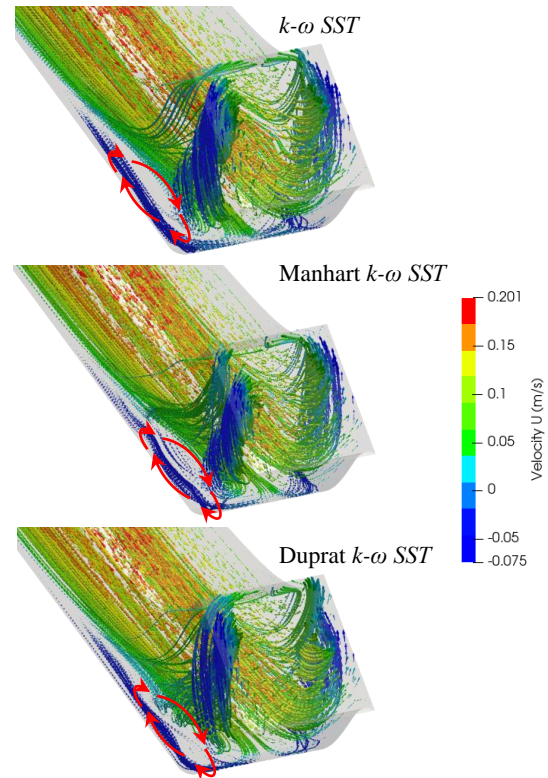 k-ω SST
Manhart k-ω SST
0.201
0.15
0.1
0.05
0
-0.05
-0.075
Velocity U (m/s)
Duprat k-ω SST